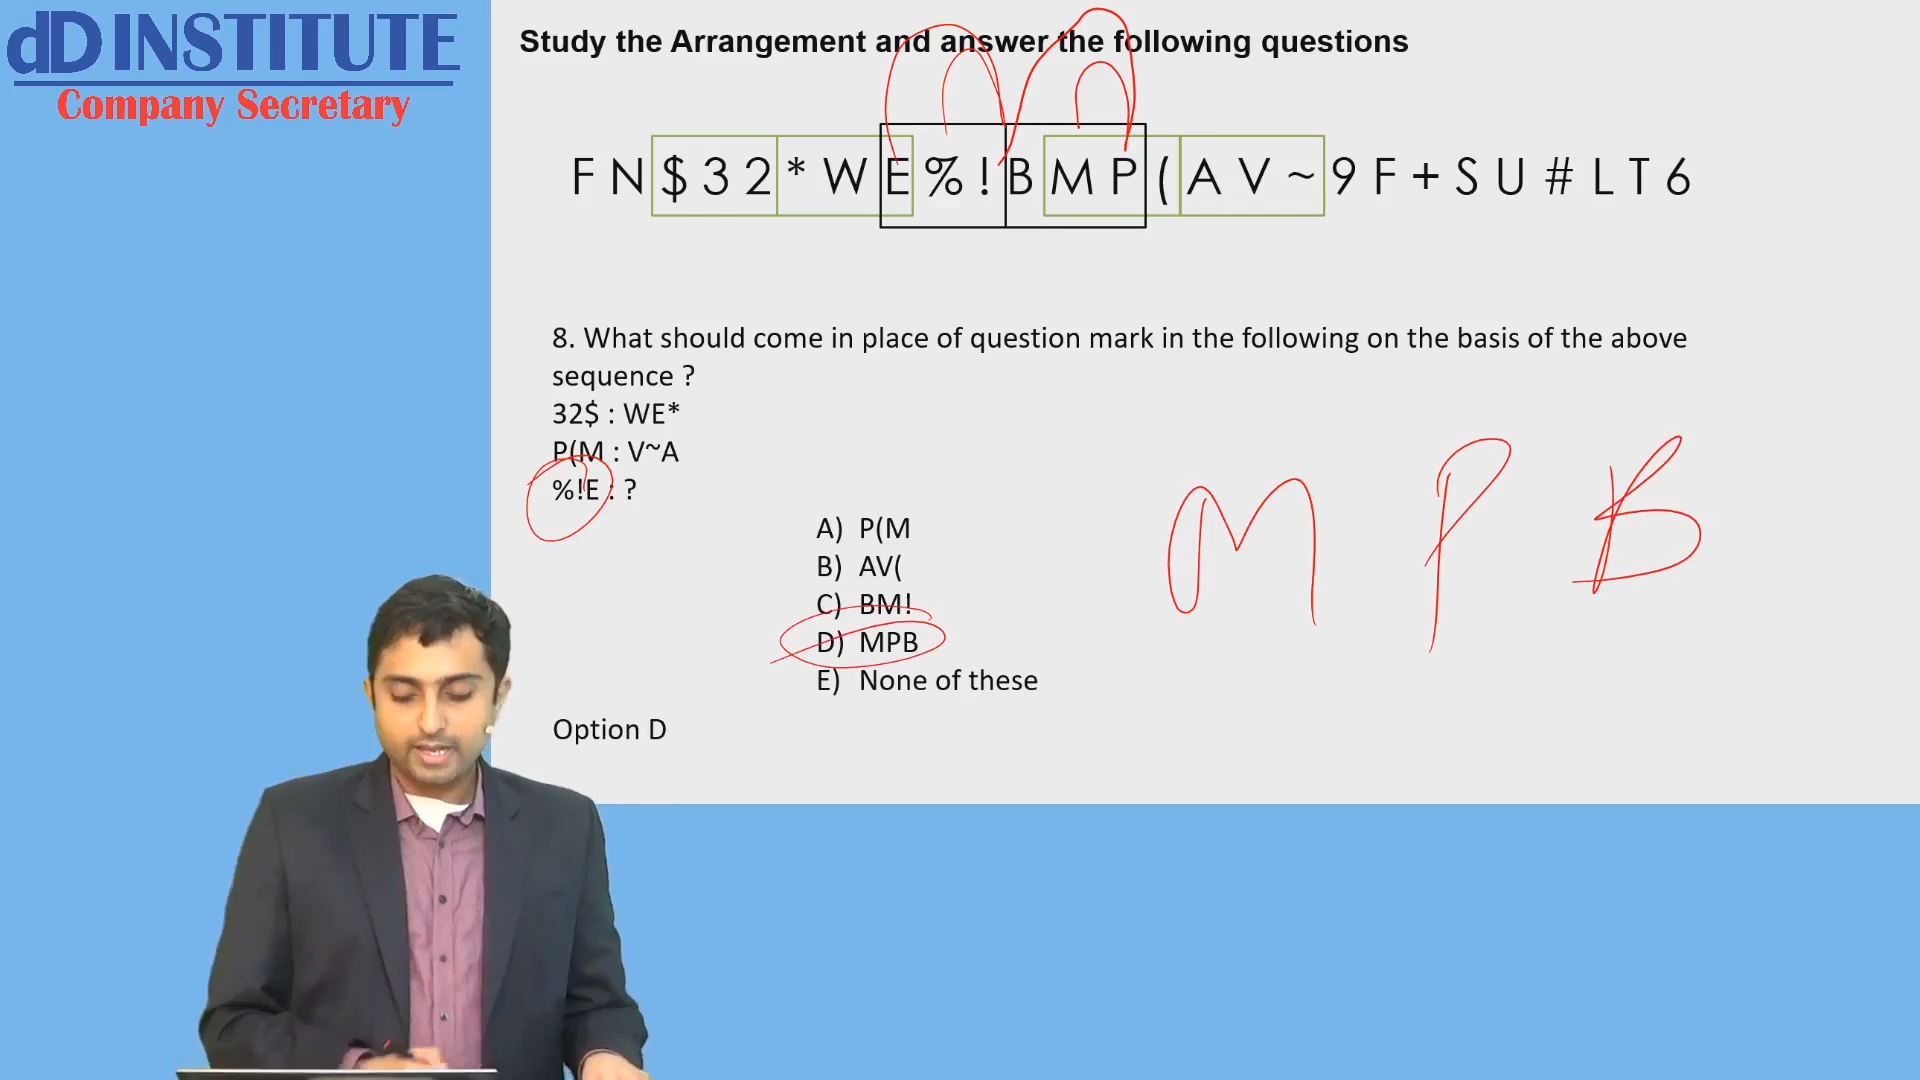 dD INSTITUTE
Company Secretary
Study the Arrangement and answer the following questions
F N $ 3 2 * W E % ! B M P ( A V ~ 9 F + S U # L T 6
8. What should come in place of question mark in the following on the basis of the above
sequence ?
32$ : WE*
P(M : V~A
%!E : ?
A) P(M
B) AV(
C) BM!
D) MPB
E) None of these
M P B
Option D